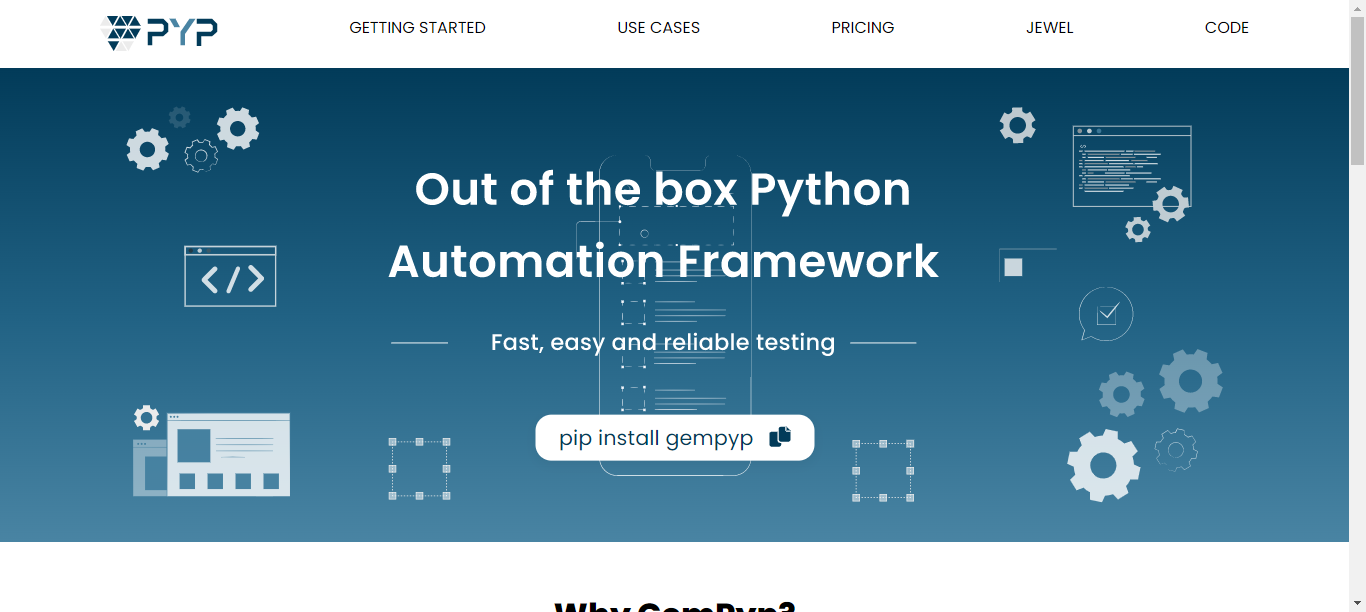 PYP
GETTING STARTED
USE CASES
PRICING
JEWEL
CODE
Out of the box Python
Automation Framework
Fast, easy and reliable testing
pip install gempyp
Why GemPyp?